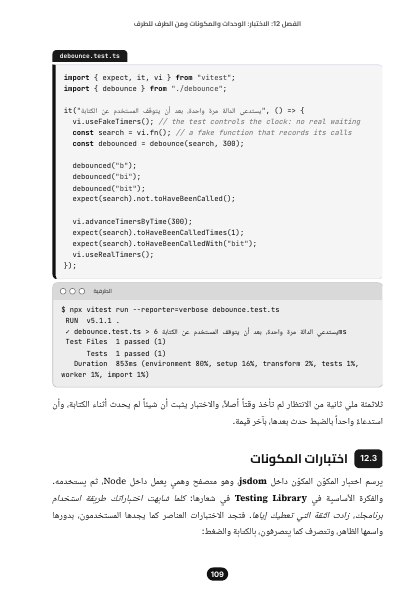 الفصل 12: الاختبار: الوحدات والمكونات ومن الطرف للطرف
debounce.test.ts
import { expect, it, vi } from "vitest";
import { debounce } from "./debounce";
it("يستدعي الدالة مرة واحدة، بعد أن يتوقف المستخدم عن الكتابة", () => {
vi.useFakeTimers(); // the test controls the clock: no real waiting
const search = vi.fn(); // a fake function that records its calls
const debounced = debounce(search, 300);
debounced("b");
debounced("bi");
debounced("bit");
expect(search).not.toHaveBeenCalled();
vi.advanceTimersByTime(300);
expect(search).toHaveBeenCalledTimes(1);
expect(search).toHaveBeenCalledWith("bit");
vi.useRealTimers();
});
الطرفية
$ npx vitest run --reporter=verbose debounce.test.ts
RUN v5.1.1 .
✓ debounce.test.ts > يستدعي الدالة مرة واحدة، بعد أن يتوقف المستخدم عن الكتابة 6ms
Test Files 1 passed (1)
Tests 1 passed (1)
Duration 853ms (environment 80%, setup 16%, transform 2%, tests 1%,
worker 1%, import 1%)
ثلاثمئة ملي ثانية من الانتظار لم تأخذ وقتاً أصلاً، والاختبار يثبت أن شيئاً لم يحدث أثناء الكتابة، وأن
استدعاءً واحداً بالضبط حدث بعدها، بآخر قيمة.
12.3 اختبارات المكونات
يرسم اختبار المكوّن المكوّن داخل jsdom، وهو متصفح وهمي يعمل داخل Node، ثم يستخدمه.
والفكرة الأساسية في Testing Library في شعارها: كلما شابهت اختباراتك طريقة استخدام
برنامجك، زادت الثقة التي تعطيك إياها. فتجد الاختبارات العناصر كما يجدها المستخدمون، بدورها
واسمها الظاهر، وتتصرف كما يتصرفون، بالكتابة والضغط:
109